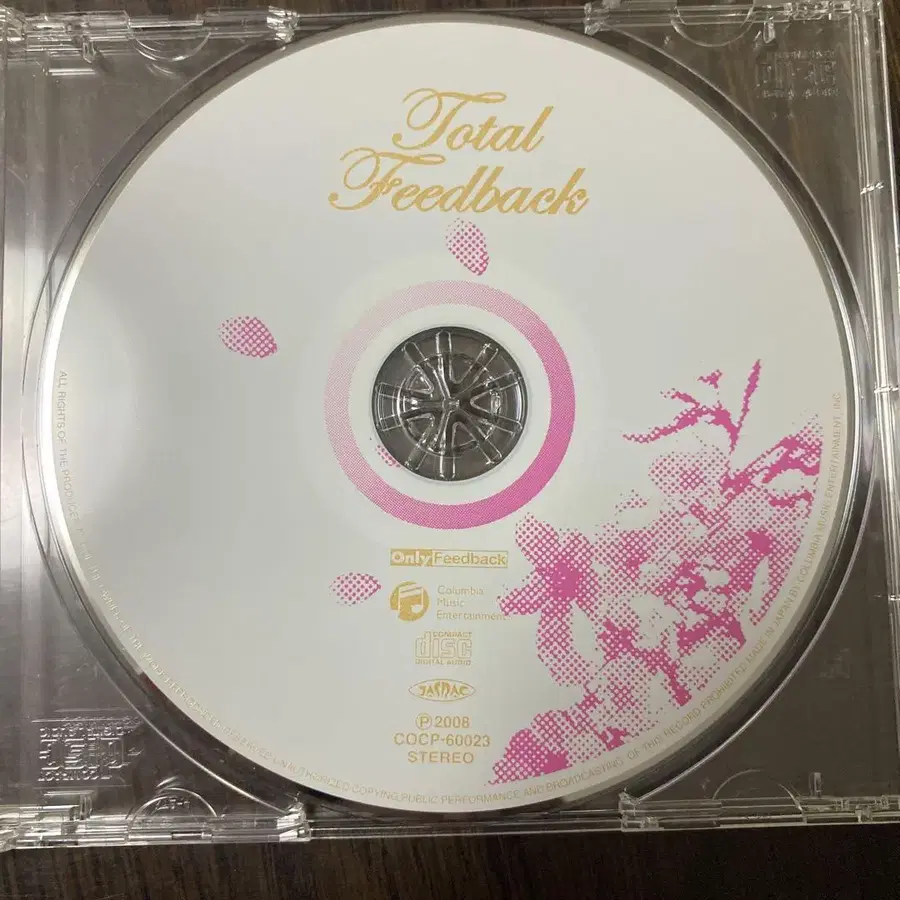 Total
Feedback
Only Feedback
Columbia
Music
Entertainment
COMPACT
disc
DIGITAL AUDIO
JASRAC
Ⓟ2008
COCP-60023
STEREO
ALL RIGHTS OF THE PRODUCER
UNAUTHORIZED COPYING, PUBLIC PERFORMANCE AND BROADCASTING OF THIS RECORD PROHIBITED. MADE IN JAPAN BY COLUMBIA MUSIC ENTERTAINMENT, INC.